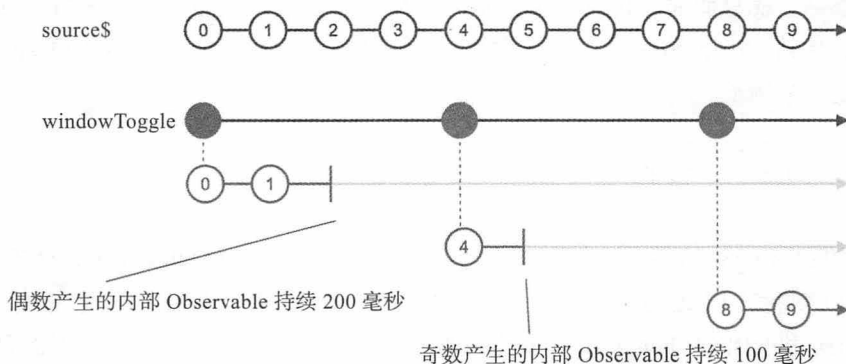 source$ 0 1 2 3 4 5 6 7 8 9
windowToggle
0 1
4
偶数产生的内部 Observable 持续 200 毫秒
8 9
奇数产生的内部 Observable 持续 100 毫秒